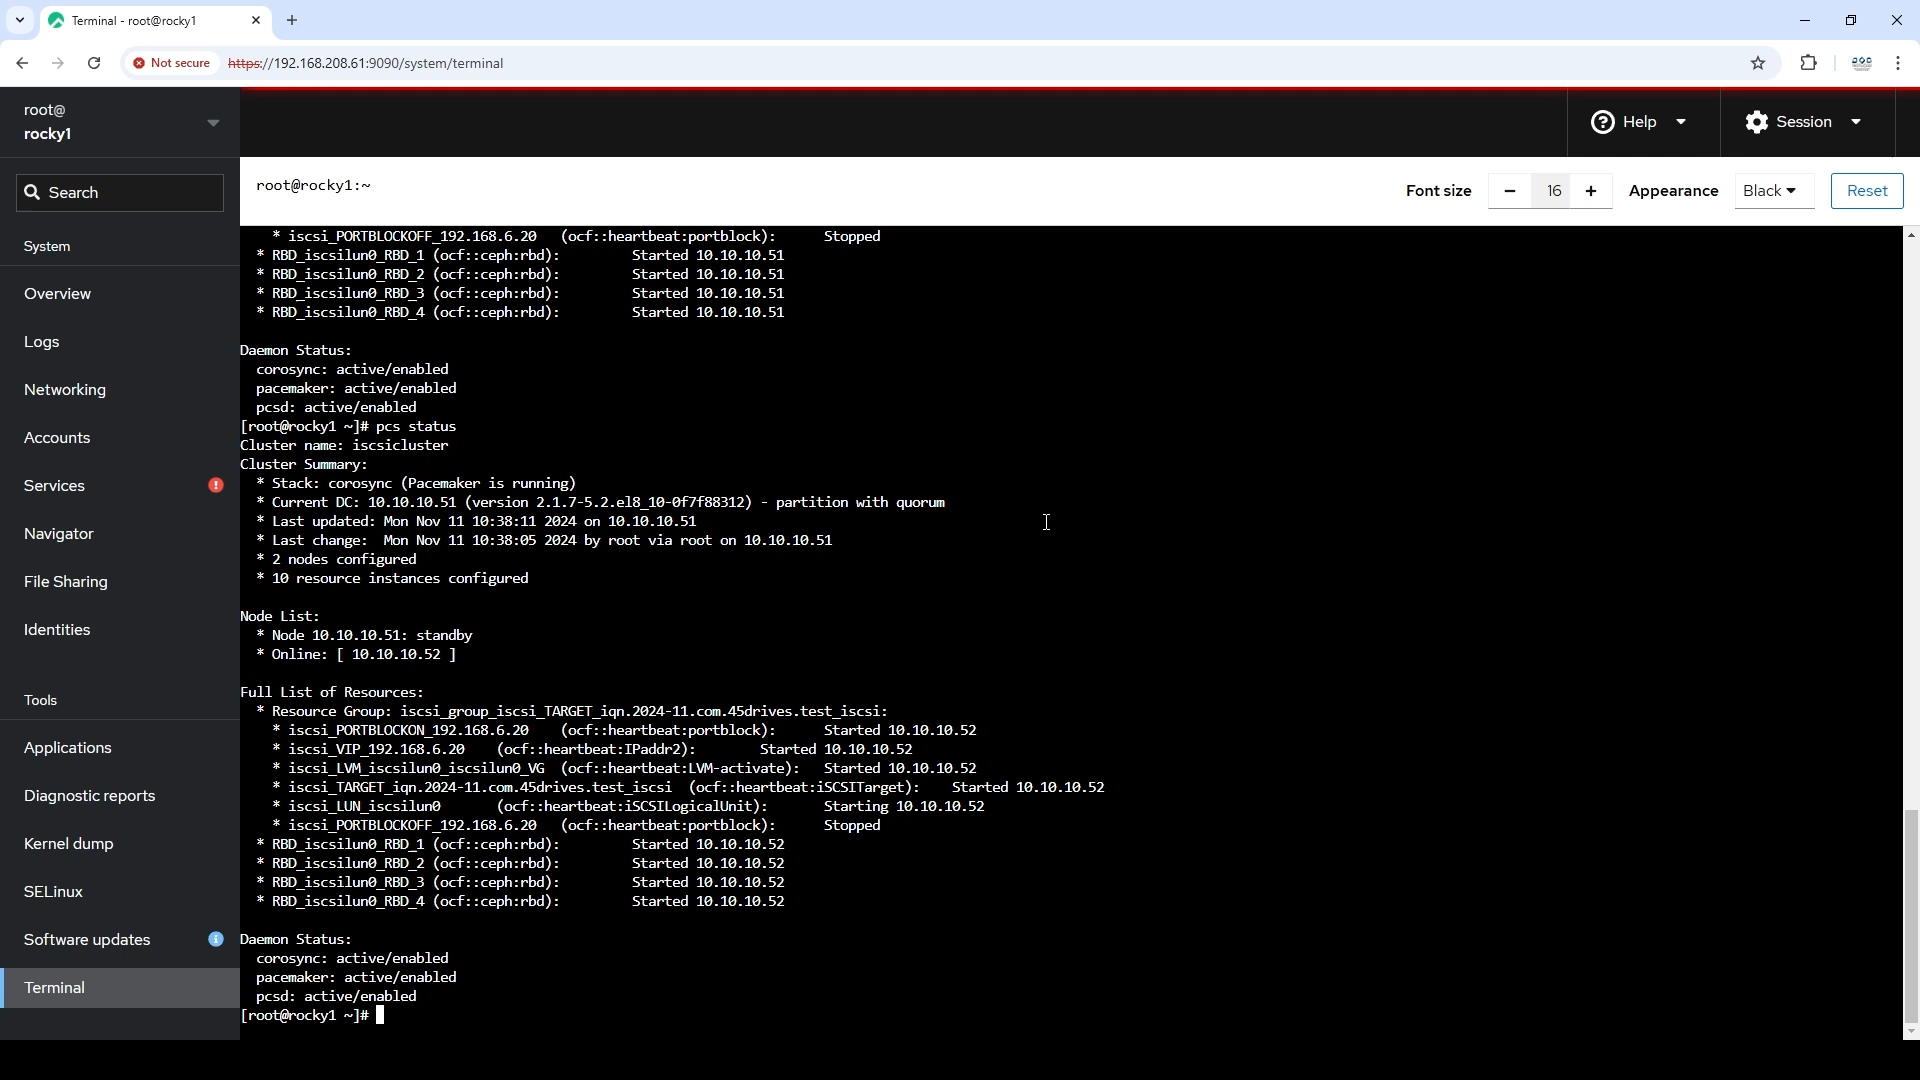 Terminal - root@rocky1
Not secure https://192.168.208.61:9090/system/terminal
root@
rocky1
Help
Session
Search
System
Overview
Logs
Networking
Accounts
Services
Navigator
File Sharing
Identities
Tools
Applications
Diagnostic reports
Kernel dump
SELinux
Software updates
Terminal
root@rocky1:~
Font size - 16 + Appearance Black Reset
* iscsi_PORTBLOCKOFF_192.168.6.20 (ocf::heartbeat:portblock): Stopped
* RBD_iscsilun0_RBD_1 (ocf::ceph:rbd): Started 10.10.10.51
* RBD_iscsilun0_RBD_2 (ocf::ceph:rbd): Started 10.10.10.51
* RBD_iscsilun0_RBD_3 (ocf::ceph:rbd): Started 10.10.10.51
* RBD_iscsilun0_RBD_4 (ocf::ceph:rbd): Started 10.10.10.51
Daemon Status:
corosync: active/enabled
pacemaker: active/enabled
pcsd: active/enabled
[root@rocky1 ~]# pcs status
Cluster name: iscsicluster
Cluster Summary:
* Stack: corosync (Pacemaker is running)
* Current DC: 10.10.10.51 (version 2.1.7-5.2.el8_10-0f7f88312) - partition with quorum
* Last updated: Mon Nov 11 10:38:11 2024 on 10.10.10.51
* Last change: Mon Nov 11 10:38:05 2024 by root via root on 10.10.10.51
* 2 nodes configured
* 10 resource instances configured
Node List:
* Node 10.10.10.51: standby
* Online: [ 10.10.10.52 ]
Full List of Resources:
* Resource Group: iscsi_group_iscsi_TARGET_iqn.2024-11.com.45drives.test_iscsi:
* iscsi_PORTBLOCKON_192.168.6.20 (ocf::heartbeat:portblock): Started 10.10.10.52
* iscsi_VIP_192.168.6.20 (ocf::heartbeat:IPaddr2): Started 10.10.10.52
* iscsi_LVM_iscsilun0_iscsilun0_VG (ocf::heartbeat:LVM-activate): Started 10.10.10.52
* iscsi_TARGET_iqn.2024-11.com.45drives.test_iscsi (ocf::heartbeat:iSCSITarget): Started 10.10.10.52
* iscsi_LUN_iscsilun0 (ocf::heartbeat:iSCSILogicalUnit): Starting 10.10.10.52
* iscsi_PORTBLOCKOFF_192.168.6.20 (ocf::heartbeat:portblock): Stopped
* RBD_iscsilun0_RBD_1 (ocf::ceph:rbd): Started 10.10.10.52
* RBD_iscsilun0_RBD_2 (ocf::ceph:rbd): Started 10.10.10.52
* RBD_iscsilun0_RBD_3 (ocf::ceph:rbd): Started 10.10.10.52
* RBD_iscsilun0_RBD_4 (ocf::ceph:rbd): Started 10.10.10.52
Daemon Status:
corosync: active/enabled
pacemaker: active/enabled
pcsd: active/enabled
[root@rocky1 ~]#